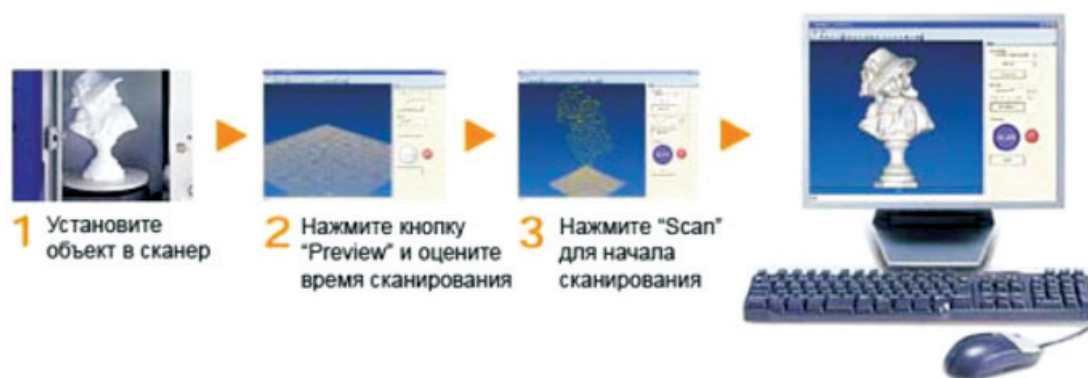 1 Установите
объект в сканер
2 Нажмите кнопку
“Preview” и оцените
время сканирования
3 Нажмите “Scan”
для начала
сканирования